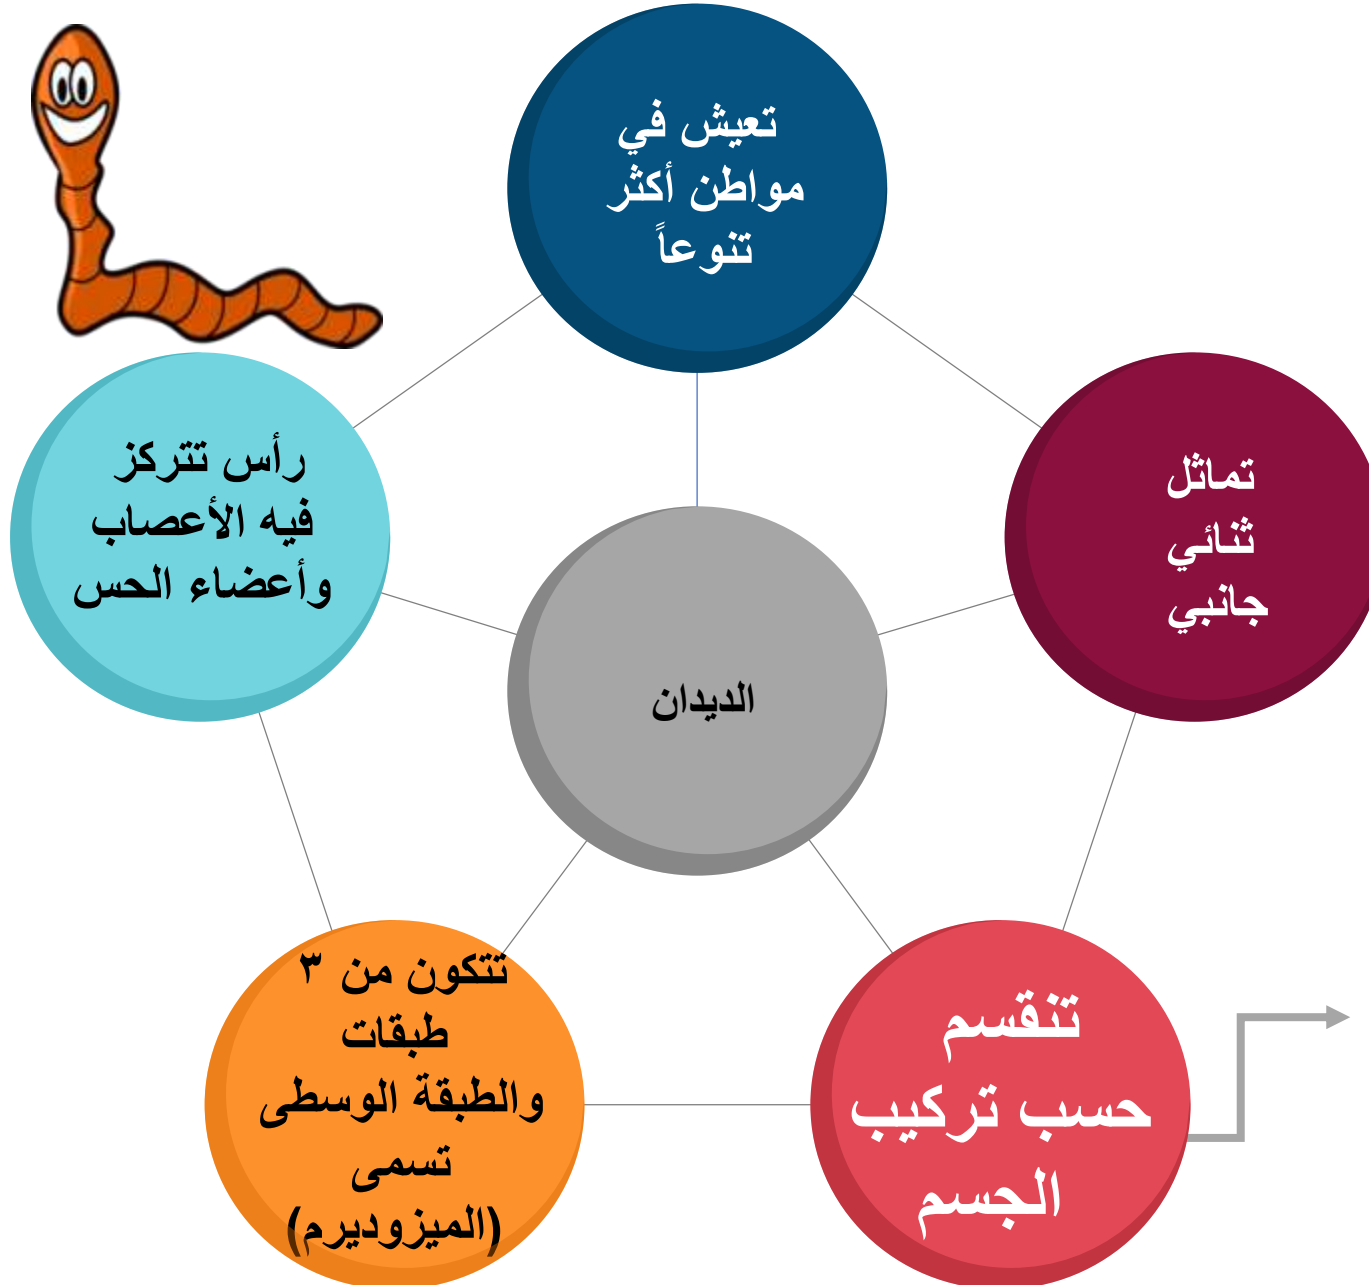 تعيش في
مواطن أكثر
تنوعاً
تماثل
ثنائي
جانبي
رأس تتركز
فيه الأعصاب
وأعضاء الحس
الديدان
تتكون من ٣
طبقات
والطبقة الوسطى
تسمى
(الميزوديرم)
تنقسم
حسب تركيب
الجسم